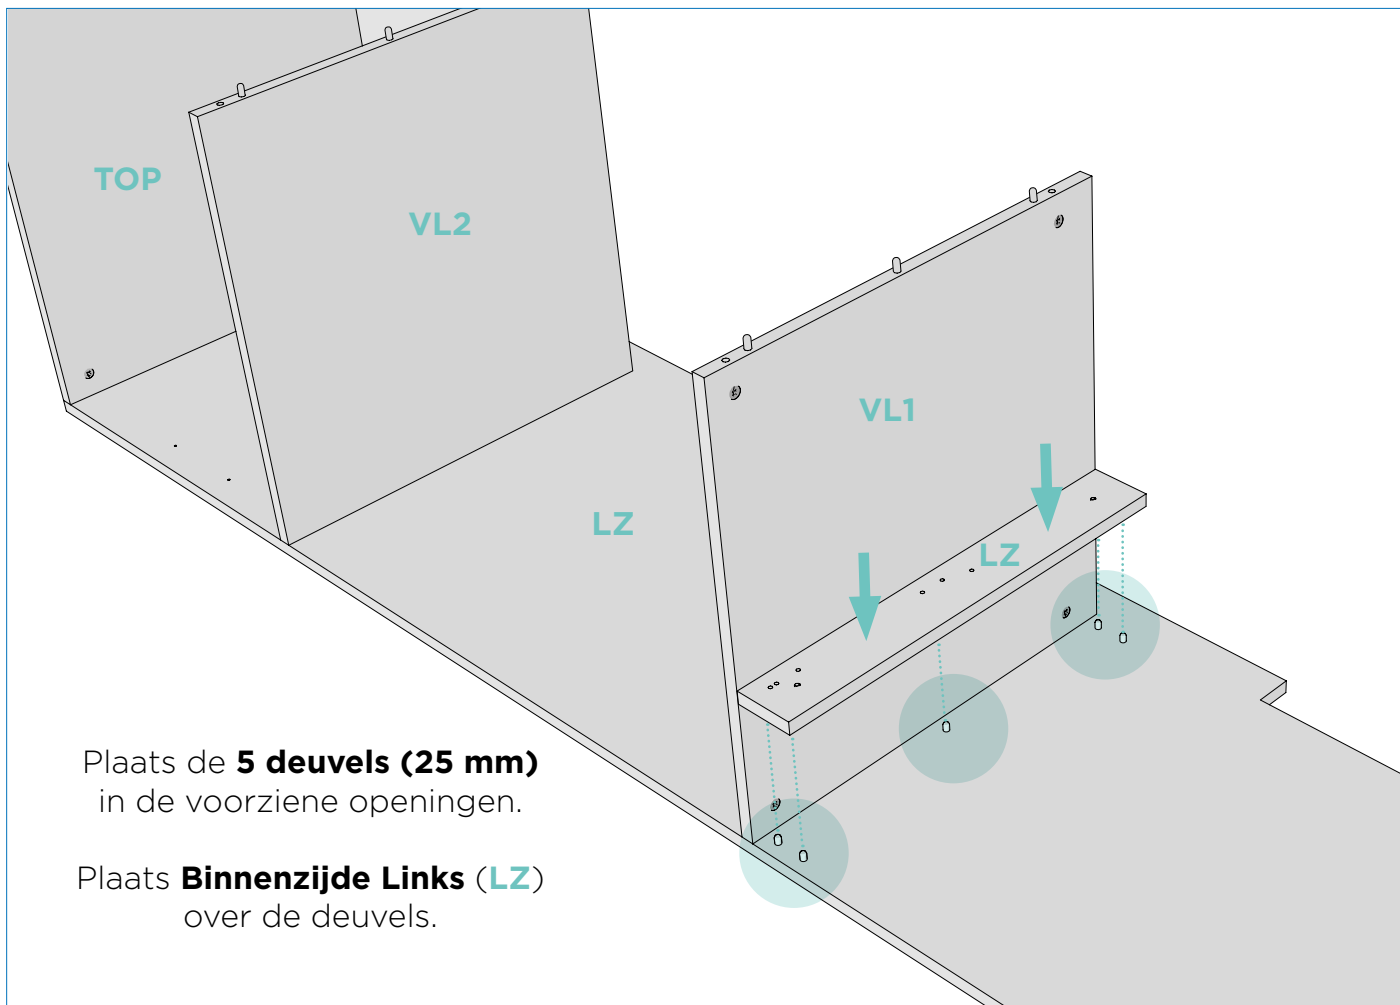 TOP
VL2
VL1
LZ
LZ
Plaats de 5 deuvels (25 mm)
in de voorziene openingen.
Plaats Binnenzijde Links (LZ)
over de deuvels.